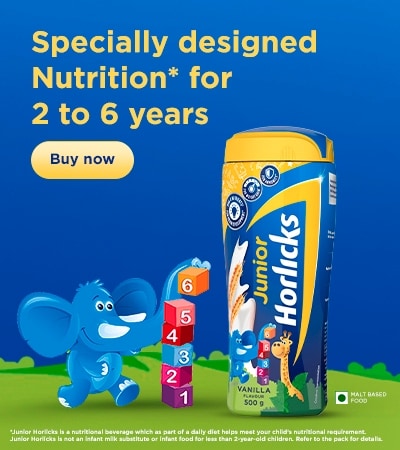 Specially designed
Nutrition* for
2 to 6 years
Buy now
Junior
Horlicks
VANILLA
FLAVOUR
500 g
6
5
4
3
2
1
MALT BASED
FOOD
*Junior Horlicks is a nutritional beverage which as part of a daily diet helps meet your child's nutritional requirement.
Junior Horlicks is not an infant milk substitute or infant food for less than 2-year-old children. Refer to the pack for details.